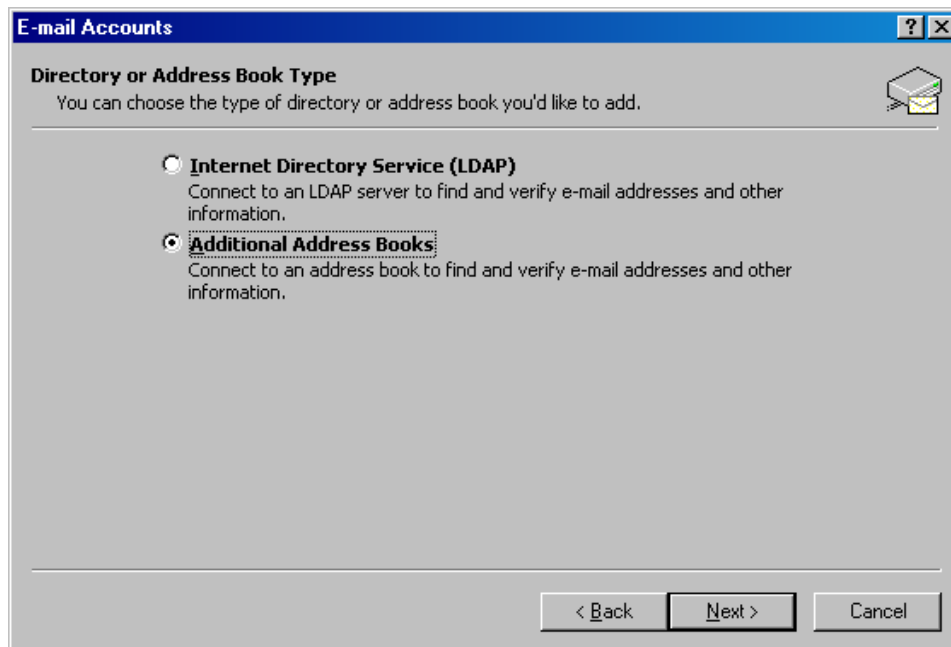 E-mail Accounts
Directory or Address Book Type
You can choose the type of directory or address book you'd like to add.
Internet Directory Service (LDAP)
Connect to an LDAP server to find and verify e-mail addresses and other
information.
Additional Address Books
Connect to an address book to find and verify e-mail addresses and other
information.
< Back
Next >
Cancel